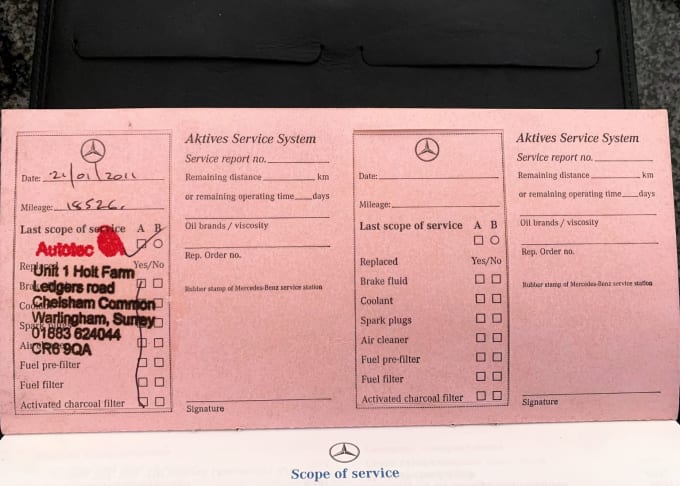 Date: 21/01/2011
Mileage: 18526.
Last scope of service A B
Autotec
Yes/No
Unit 1 Holt Farm
Ledgers road
Chelsham Common
Warlingham, Surrey
01883 624044
CR6 9QA
Fuel pre-filter
Fuel filter
Activated charcoal filter
Aktives Service System
Service report no.
Remaining distance km
or remaining operating time days
Oil brands / viscosity
Rep. Order no.
Rubber stamp of Mercedes-Benz service station
Signature
Date:
Mileage:
Last scope of service A B
Replaced Yes/No
Brake fluid
Coolant
Spark plugs
Air cleaner
Fuel pre-filter
Fuel filter
Activated charcoal filter
Aktives Service System
Service report no.
Remaining distance km
or remaining operating time days
Oil brands / viscosity
Rep. Order no.
Rubber stamp of Mercedes-Benz service station
Signature
Scope of service